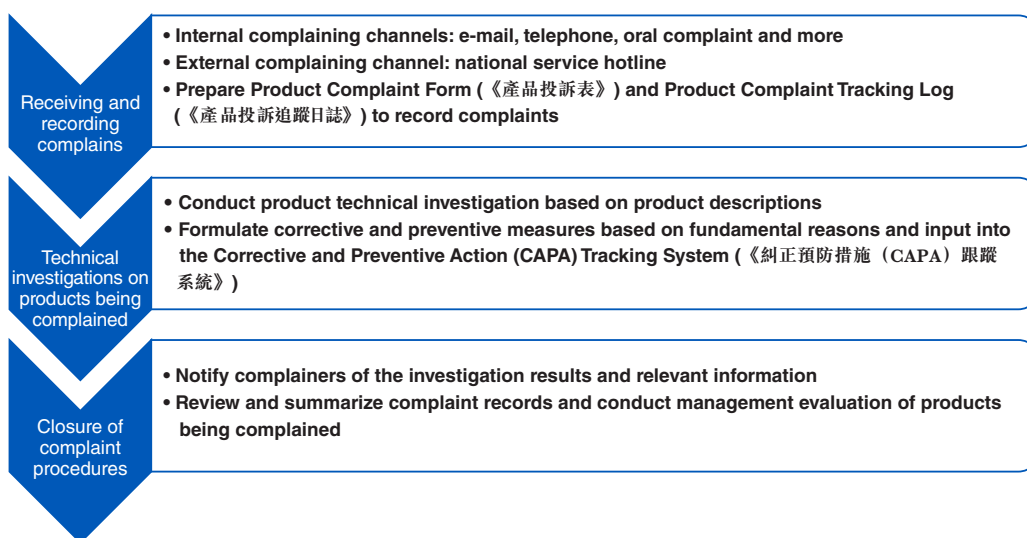 Receiving and
recording
complains
• Internal complaining channels: e-mail, telephone, oral complaint and more
• External complaining channel: national service hotline
• Prepare Product Complaint Form (《產品投訴表》) and Product Complaint Tracking Log
(《產品投訴追蹤日誌》) to record complaints
Technical
investigations on
products being
complained
• Conduct product technical investigation based on product descriptions
• Formulate corrective and preventive measures based on fundamental reasons and input into
the Corrective and Preventive Action (CAPA) Tracking System (《糾正預防措施（CAPA）跟蹤
系統》)
Closure of
complaint
procedures
• Notify complainers of the investigation results and relevant information
• Review and summarize complaint records and conduct management evaluation of products
being complained